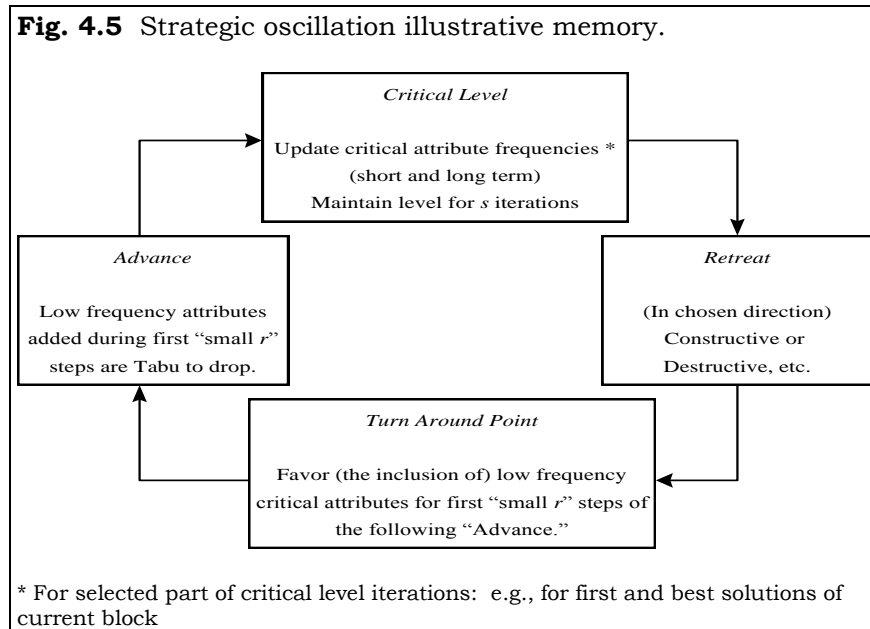 Fig. 4.5 Strategic oscillation illustrative memory.
Critical Level
Update critical attribute frequencies *
(short and long term)
Maintain level for s iterations
Advance
Low frequency attributes
added during first “small r”
steps are Tabu to drop.
Retreat
(In chosen direction)
Constructive or
Destructive, etc.
Turn Around Point
Favor (the inclusion of) low frequency
critical attributes for first “small r” steps of
the following “Advance.”
* For selected part of critical level iterations: e.g., for first and best solutions of
current block